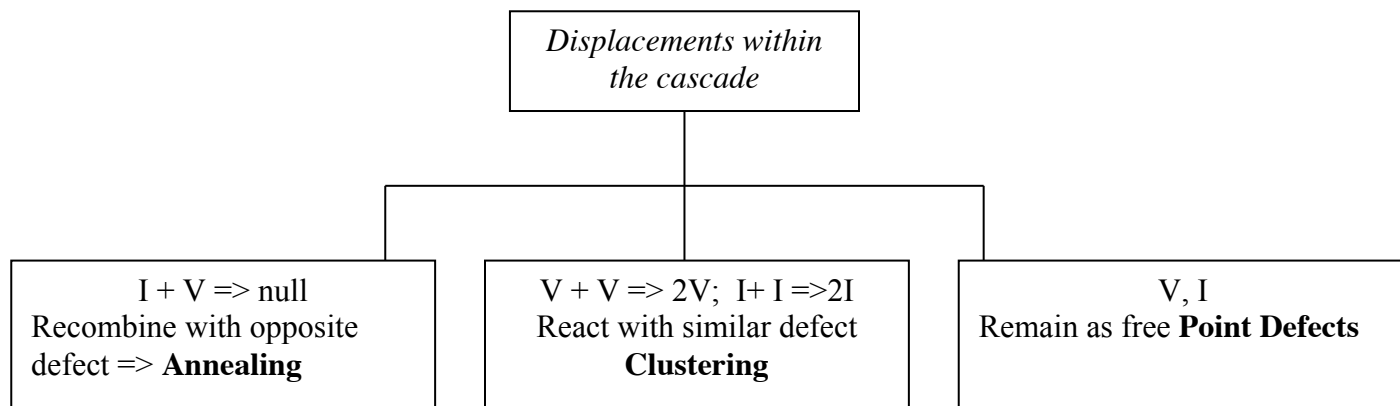 Displacements within
the cascade
I + V => null
Recombine with opposite
defect => Annealing
V + V => 2V;  I+ I =>2I
React with similar defect
Clustering
V, I
Remain as free Point Defects